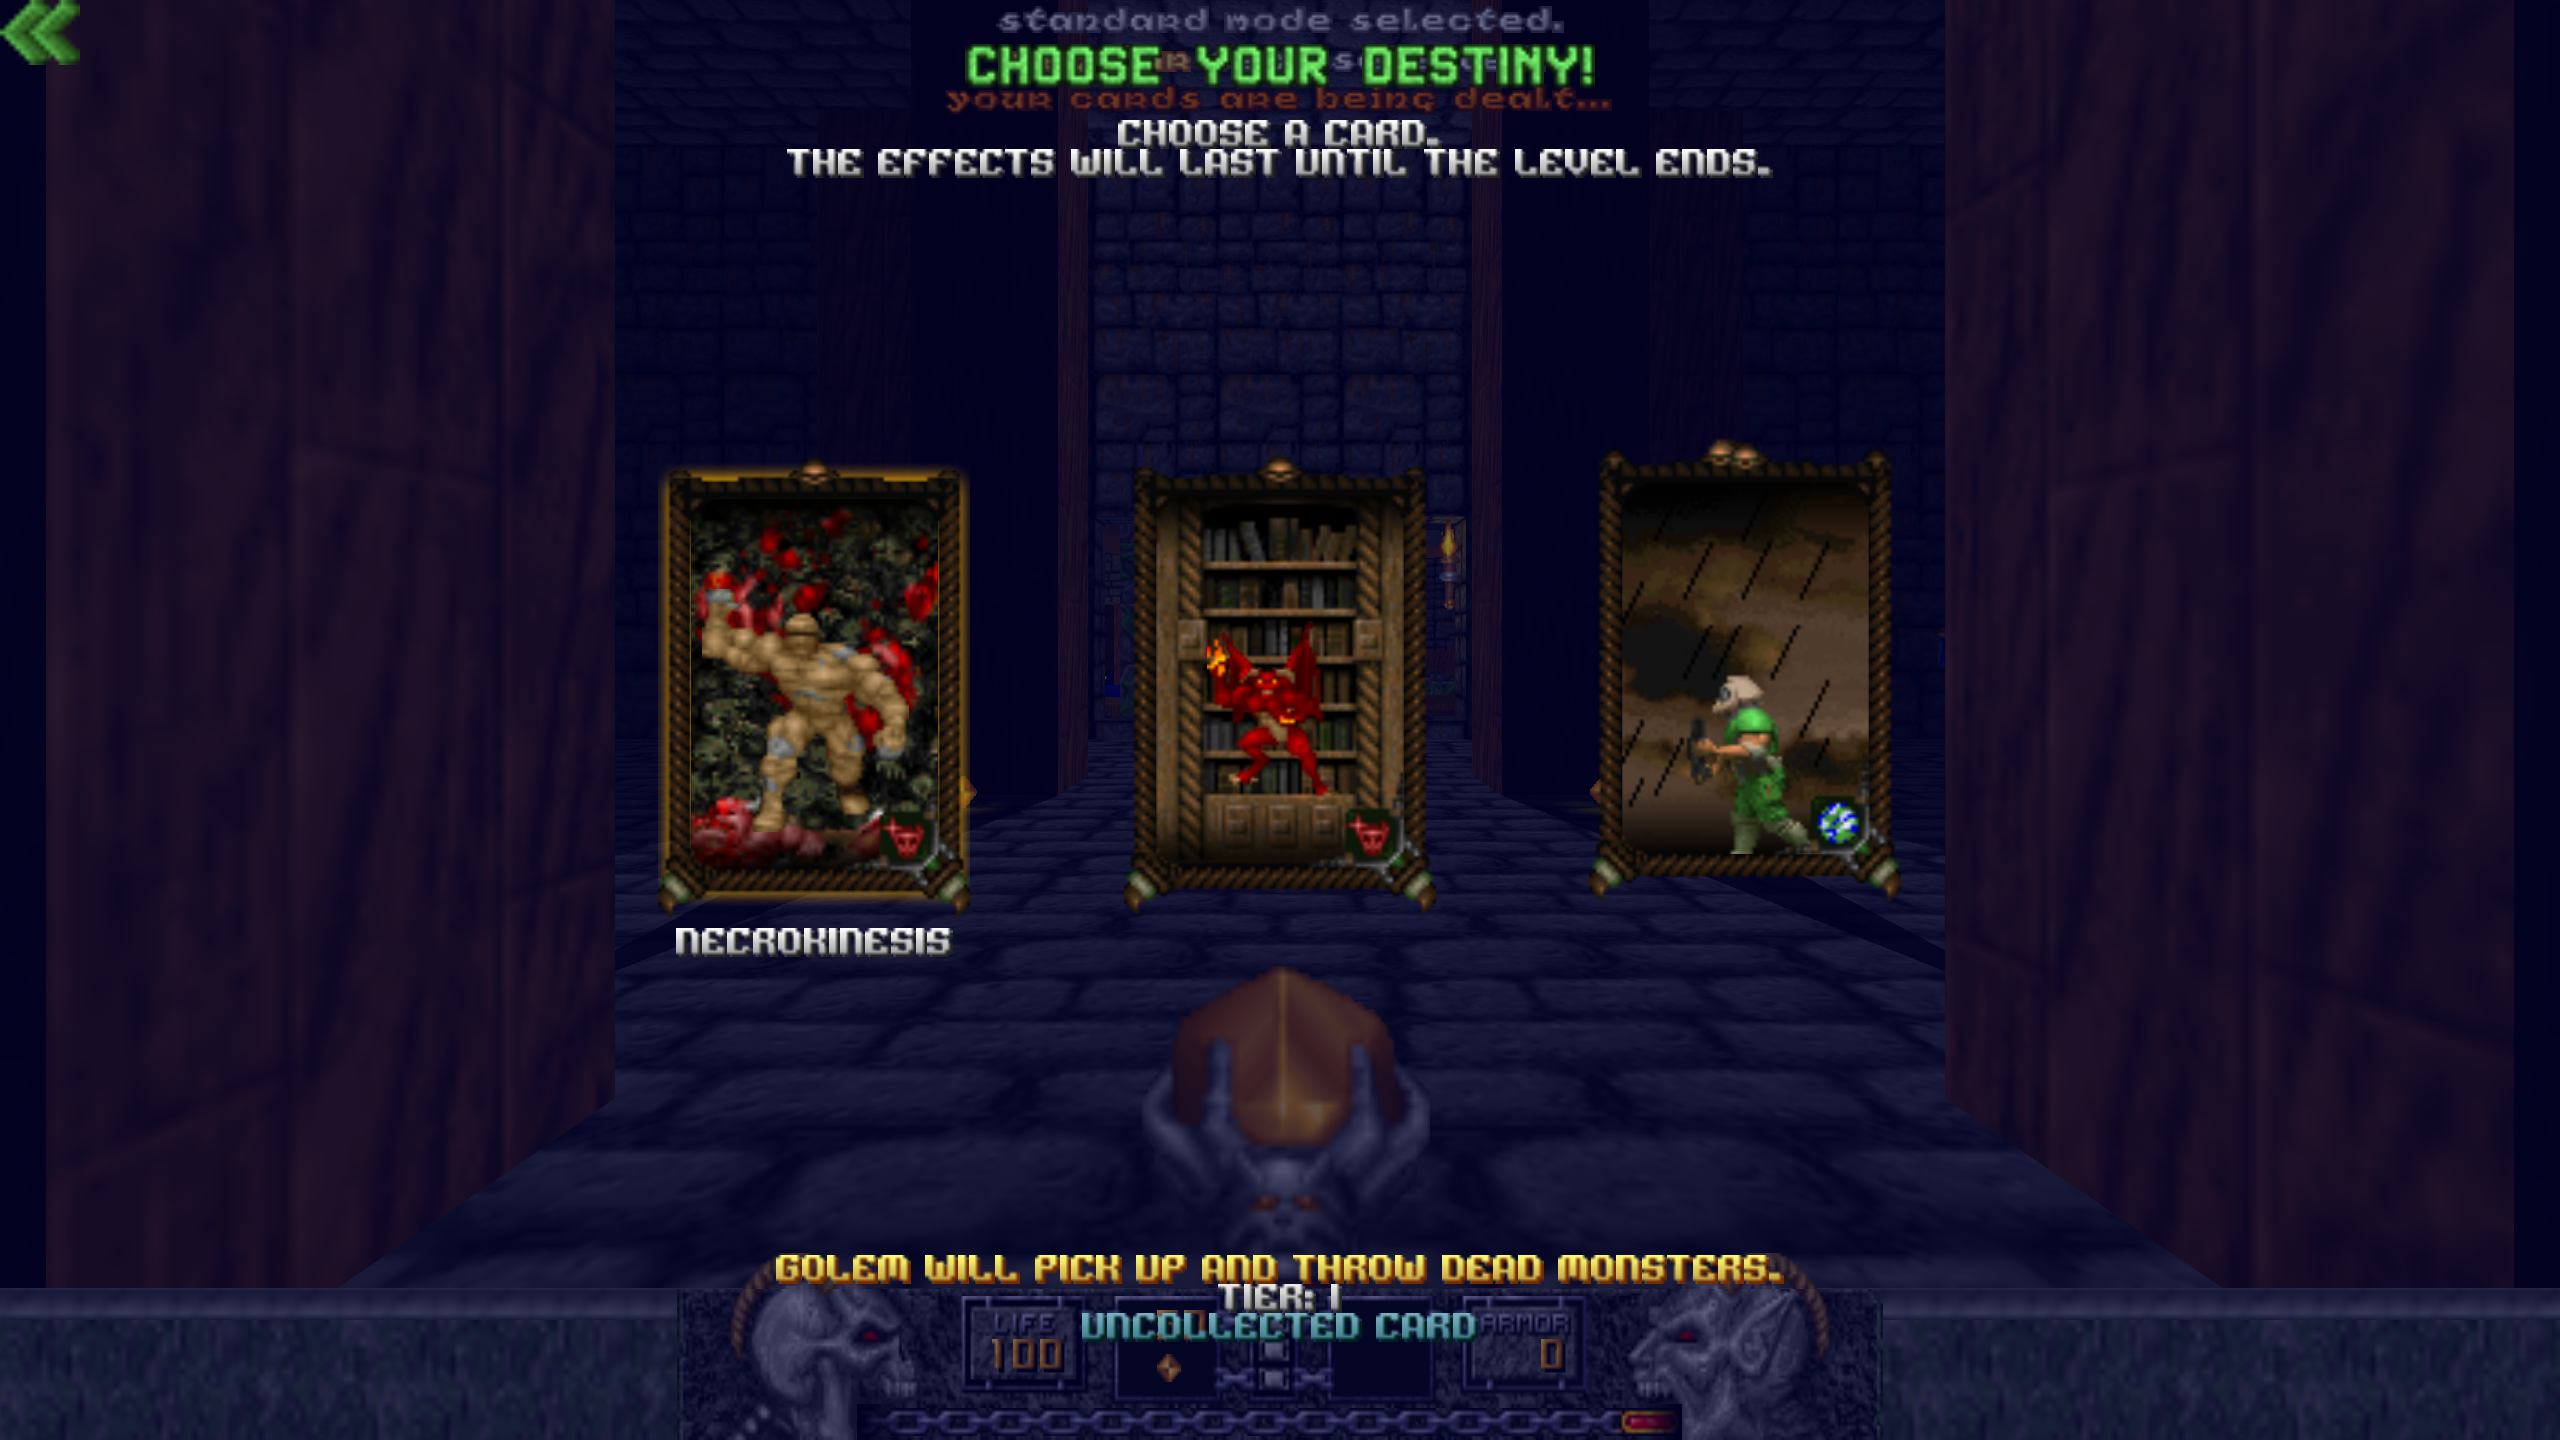 standard mode selected.
CHOOSE YOUR DESTINY!
your cards are being dealt...
CHOOSE A CARD.
THE EFFECTS WILL LAST UNTIL THE LEVEL ENDS.
NECROKINESIS
GOLEM WILL PICK UP AND THROW DEAD MONSTERS.
TIER: 1
UNCOLLECTED CARD
LIFE
ARMOR
100
0